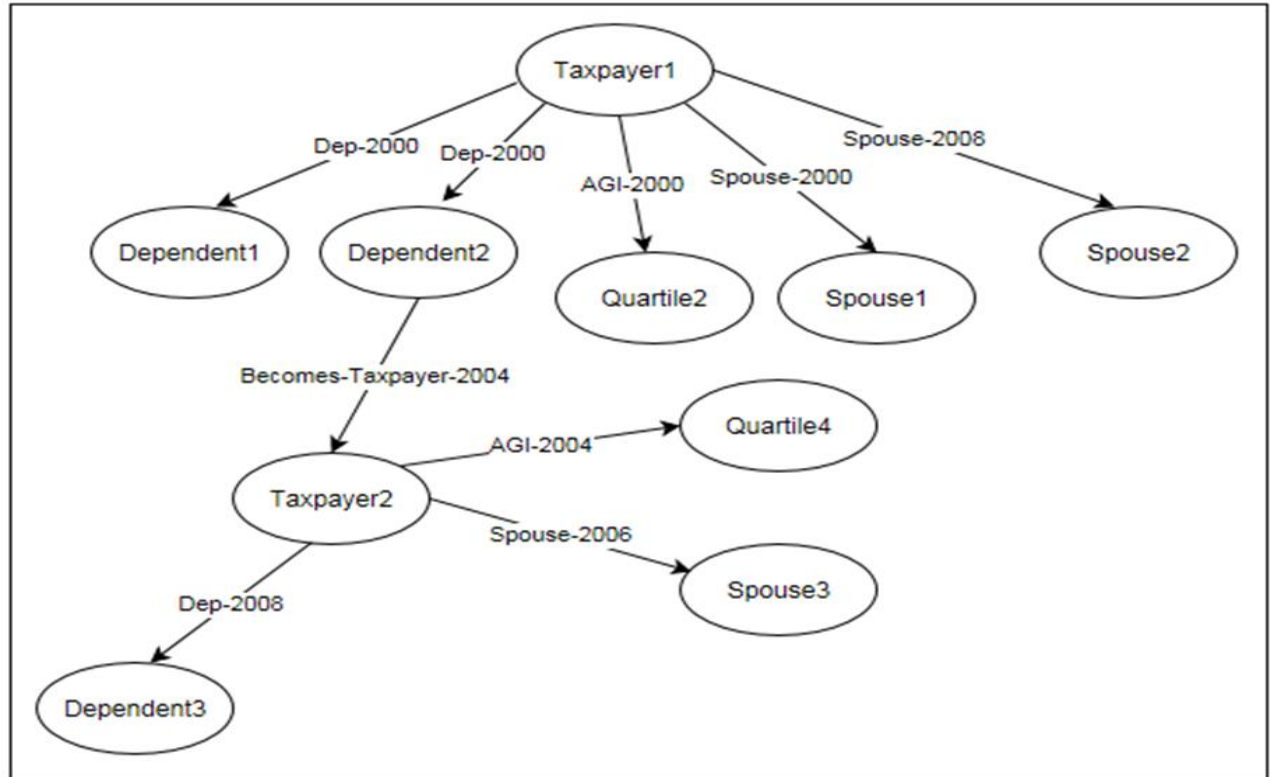 Taxpayer1
Spouse-2008
Dep-2000
Dep-2000
AGI-2000
Spouse-2000
Dependent1
Dependent2
Spouse2
Quartile2
Spouse1
Becomes-Taxpayer-2004
Quartile4
AGI-2004
Taxpayer2
Spouse-2006
Spouse3
Dep-2008
Dependent3